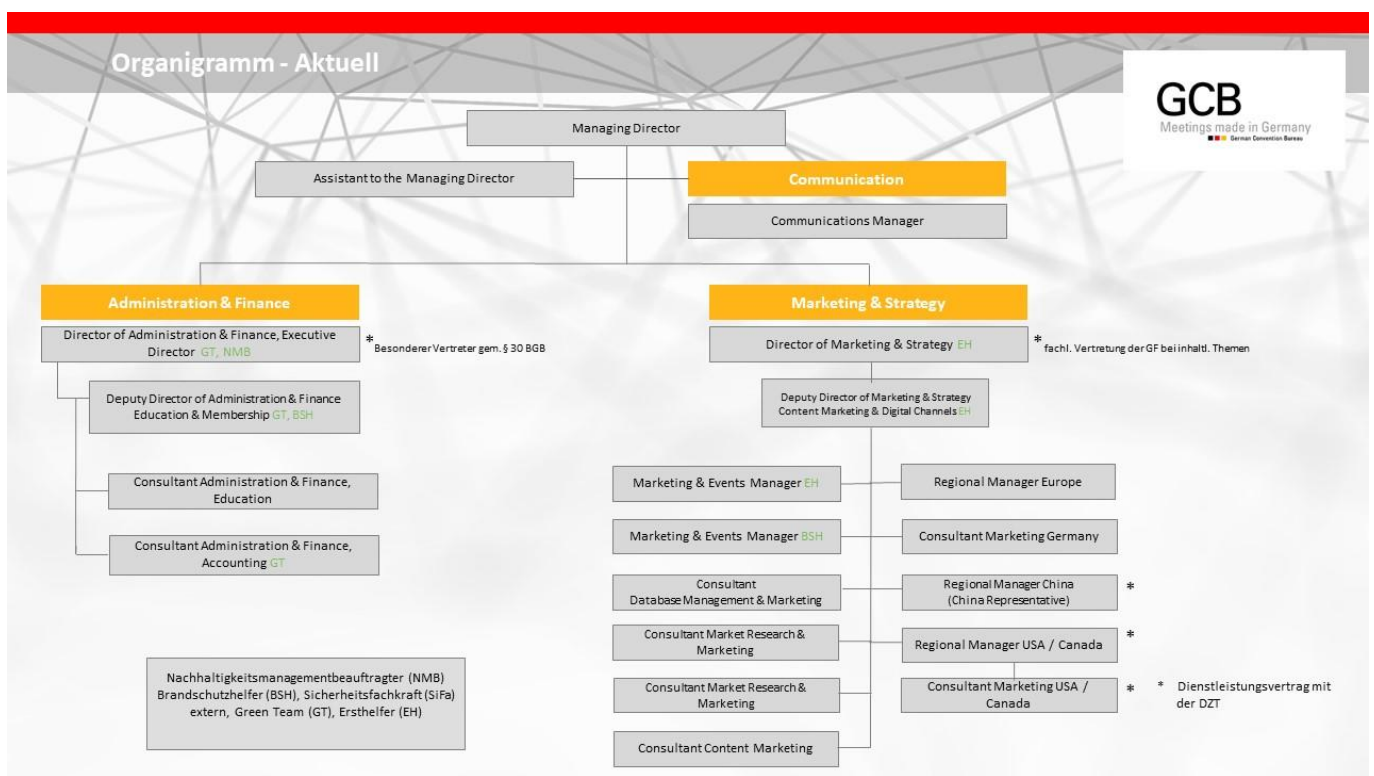 Organigramm - Aktuell
GCB
Meetings made in Germany
German Convention Bureau
Managing Director
Assistant to the Managing Director
Communication
Communications Manager
Administration & Finance
Director of Administration & Finance, Executive
Director GT, NMB
* Besonderer Vertreter gem. § 30 BGB
Deputy Director of Administration & Finance
Education & Membership GT, BSH
Consultant Administration & Finance,
Education
Consultant Administration & Finance,
Accounting GT
Marketing & Strategy
Director of Marketing & Strategy EH
* fachl. Vertretung der GF bei inhaltl. Themen
Deputy Director of Marketing & Strategy
Content Marketing & Digital Channels EH
Marketing & Events Manager EH
Regional Manager Europe
Marketing & Events Manager BSH
Consultant Marketing Germany
Consultant
Database Management & Marketing
Regional Manager China
(China Representative)
*
Consultant Market Research &
Marketing
Regional Manager USA / Canada
*
Consultant Market Research &
Marketing
Consultant Marketing USA /
Canada
*
* Dienstleistungsvertrag mit
der DZT
Consultant Content Marketing
Nachhaltigkeitsmanagementbeauftragter (NMB)
Brandschutzhelfer (BSH), Sicherheitsfachkraft (SiFa)
extern, Green Team (GT), Ersthelfer (EH)